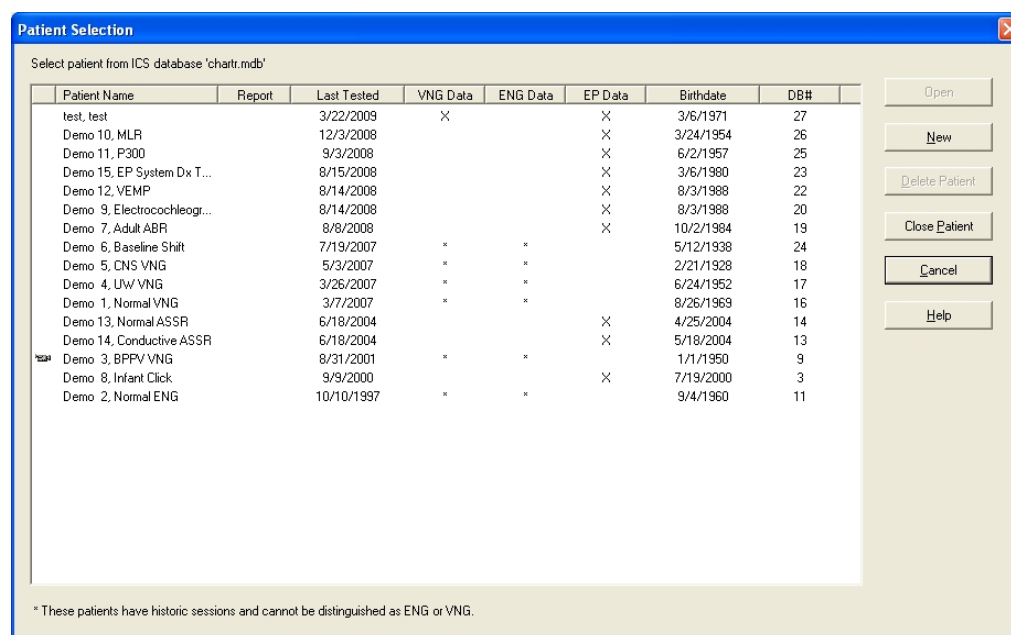 Patient Selection
Select patient from ICS database 'chartr.mdb'
Patient Name Report Last Tested VNG Data ENG Data EP Data Birthdate DB#
test, test 3/22/2009 X X 3/6/1971 27
Demo 10, MLR 12/3/2008 X 3/24/1954 26
Demo 11, P300 9/3/2008 X 6/2/1957 25
Demo 15, EP System Dx T... 8/15/2008 X 3/6/1980 23
Demo 12, VEMP 8/14/2008 X 8/3/1988 22
Demo 9, Electrocochleogr... 8/14/2008 X 8/3/1988 20
Demo 7, Adult ABR 8/8/2008 X 10/2/1984 19
Demo 6, Baseline Shift 7/19/2007 * * 5/12/1938 24
Demo 5, CNS VNG 5/3/2007 * * 2/21/1928 18
Demo 4, UW VNG 3/26/2007 * * 6/24/1952 17
Demo 1, Normal VNG 3/7/2007 * * 8/26/1969 16
Demo 13, Normal ASSR 6/18/2004 X 4/25/2004 14
Demo 14, Conductive ASSR 6/18/2004 X 5/18/2004 13
Demo 3, BPPV VNG 8/31/2001 * * 1/1/1950 9
Demo 8, Infant Click 9/9/2000 X 7/19/2000 3
Demo 2, Normal ENG 10/10/1997 * * 9/4/1960 11
* These patients have historic sessions and cannot be distinguished as ENG or VNG.
Open
New
Delete Patient
Close Patient
Cancel
Help